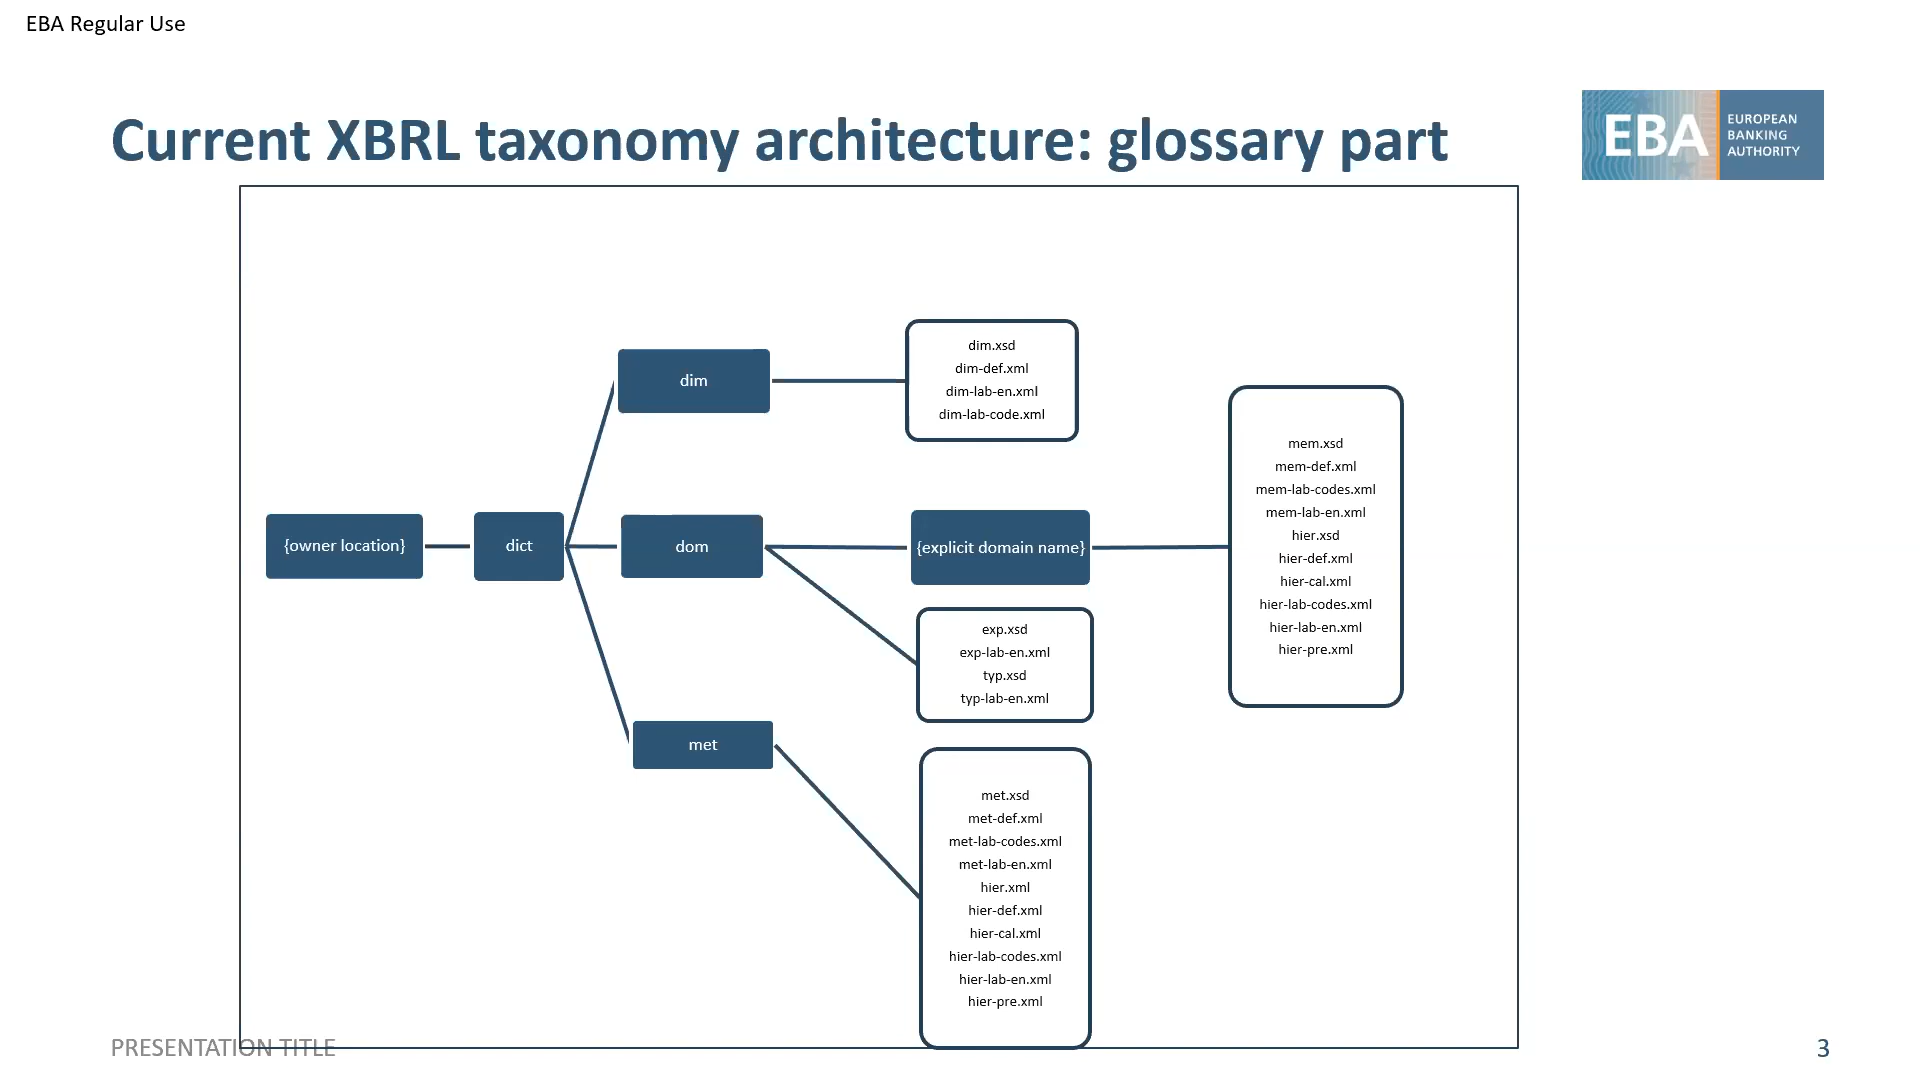 EBA Regular Use
Current XBRL taxonomy architecture: glossary part
EBA
EUROPEAN
BANKING
AUTHORITY
{owner location}
dict
dim
dim.xsd
dim-def.xml
dim-lab-en.xml
dim-lab-code.xml
dom
{explicit domain name}
mem.xsd
mem-def.xml
mem-lab-codes.xml
mem-lab-en.xml
hier.xsd
hier-def.xml
hier-cal.xml
hier-lab-codes.xml
hier-lab-en.xml
hier-pre.xml
exp.xsd
exp-lab-en.xml
typ.xsd
typ-lab-en.xml
met
met.xsd
met-def.xml
met-lab-codes.xml
met-lab-en.xml
hier.xml
hier-def.xml
hier-cal.xml
hier-lab-codes.xml
hier-lab-en.xml
hier-pre.xml
PRESENTATION TITLE
3